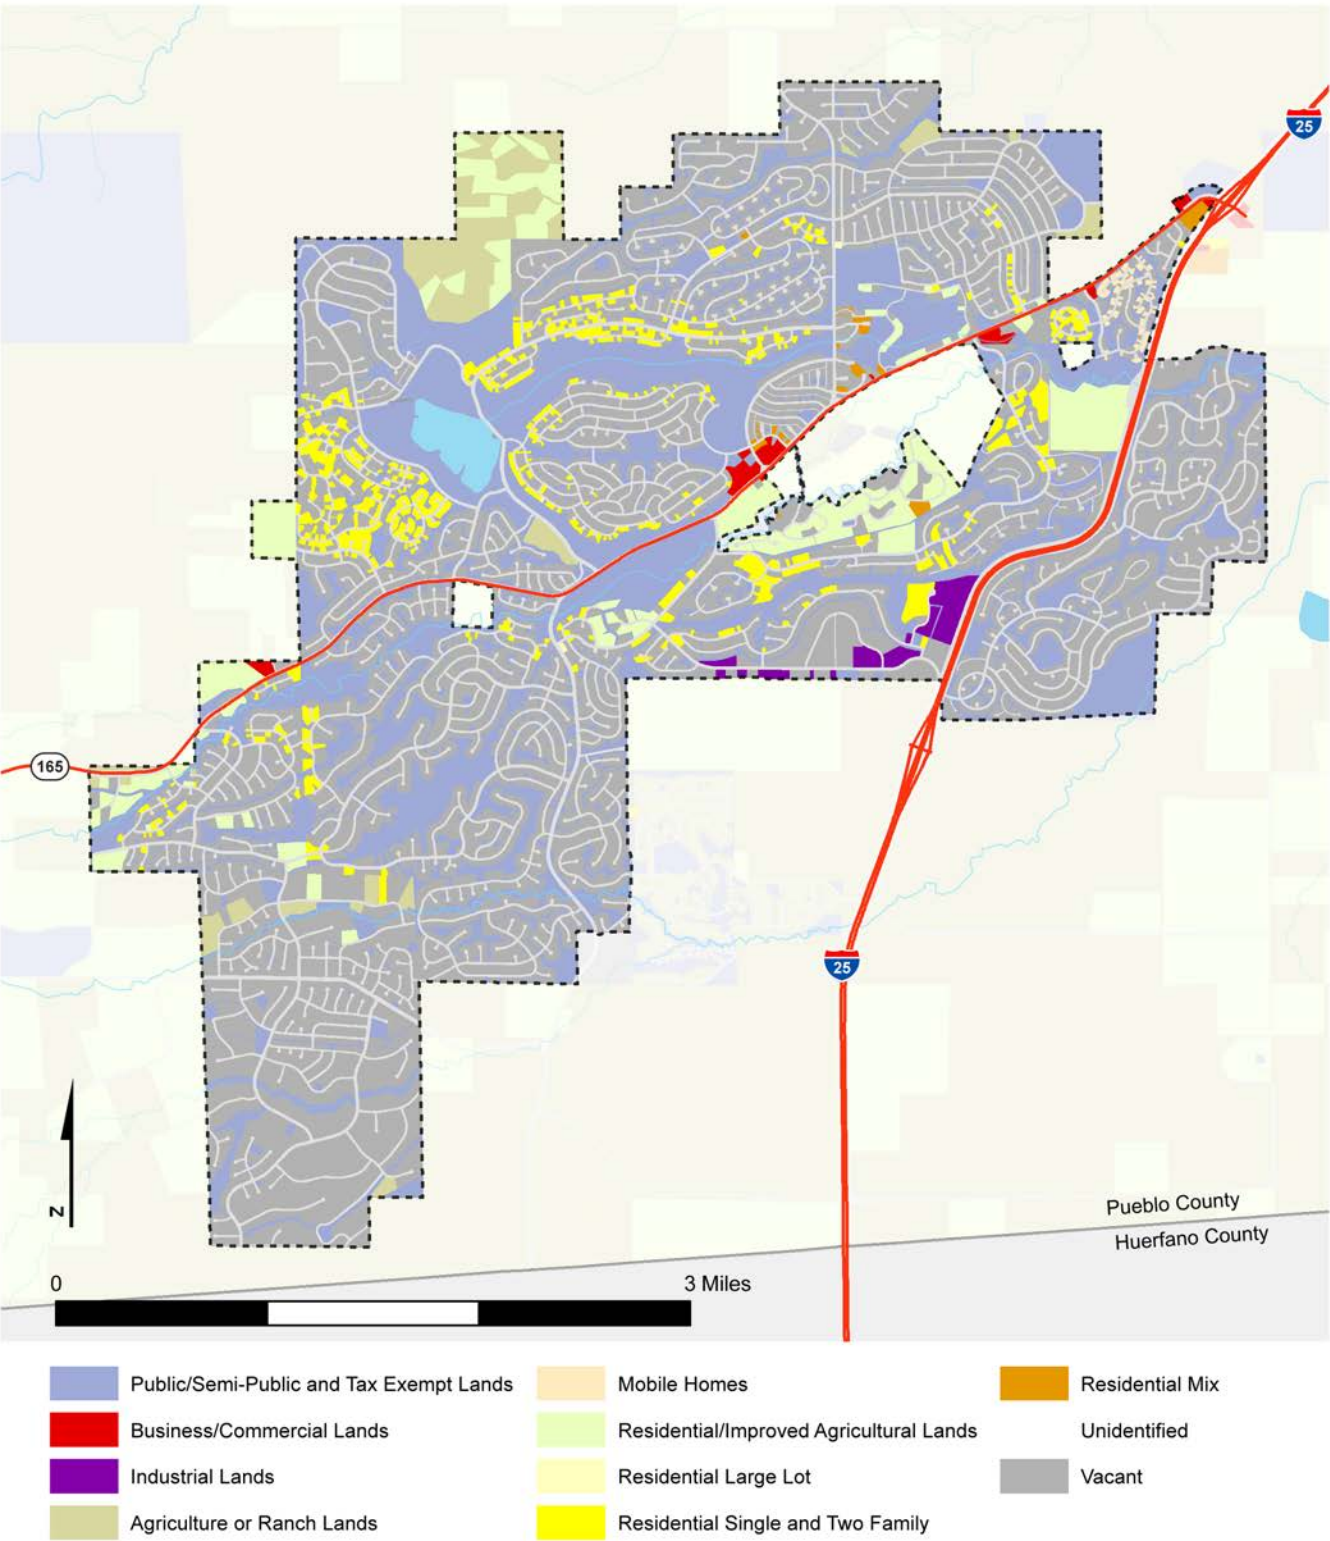 25
165
25
N
Pueblo County
Huerfano County
0 3 Miles
Public/Semi-Public and Tax Exempt Lands
Business/Commercial Lands
Industrial Lands
Agriculture or Ranch Lands
Mobile Homes
Residential/Improved Agricultural Lands
Residential Large Lot
Residential Single and Two Family
Residential Mix
Unidentified
Vacant